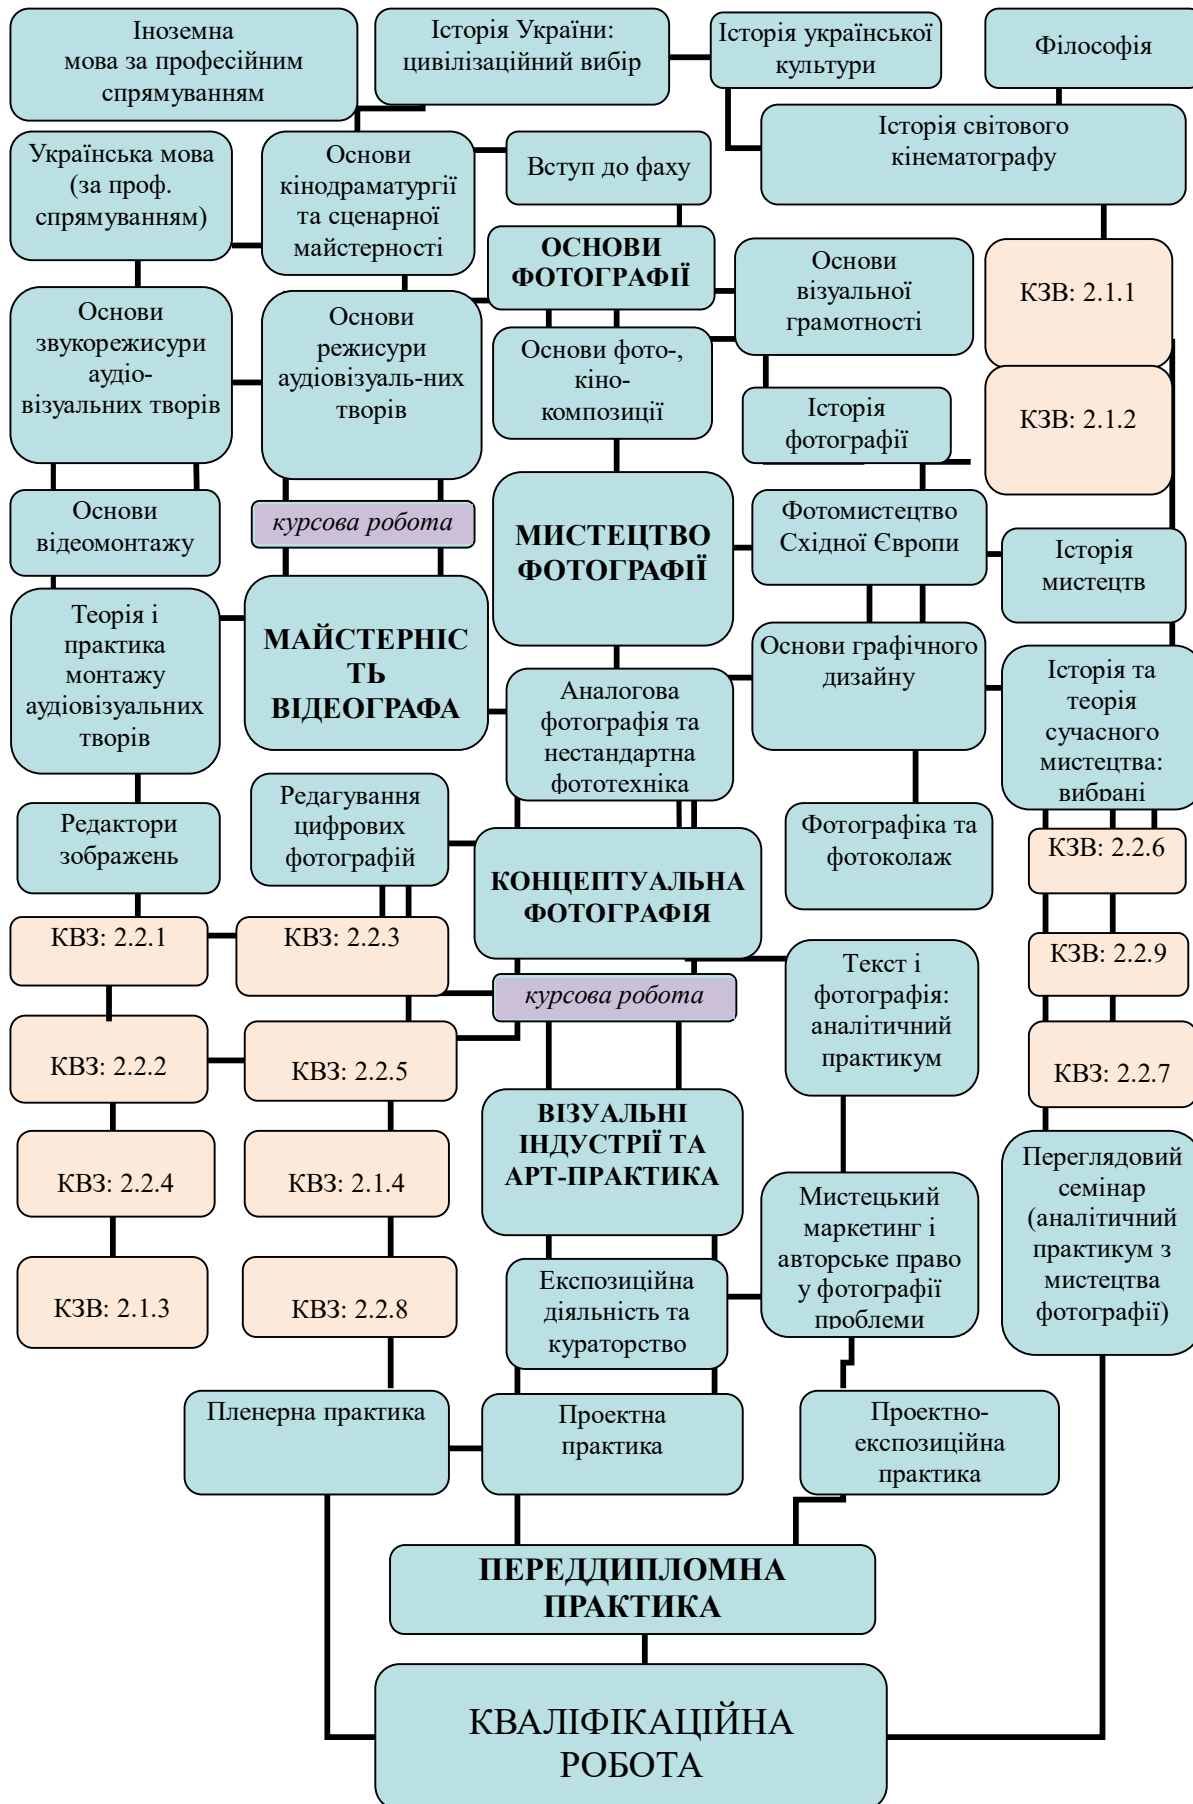 Іноземна
мова за професійним
спрямуванням
Історія України:
цивілізаційний вибір
Історія української
культури
Філософія
Історія світового
кінематографу
Українська мова
(за проф.
спрямуванням)
Основи
кінодраматургії
та сценарної
майстерності
Вступ до фаху
ОСНОВИ
ФОТОГРАФІЇ
Основи
візуальної
грамотності
КЗВ: 2.1.1
Основи
звукорежисури
аудіо-
візуальних творів
Основи
режисури
аудіовізуаль-них
творів
Основи фото-,
кіно-
композиції
Історія
фотографії
КЗВ: 2.1.2
Основи
відеомонтажу
курсова робота
МИСТЕЦТВО
ФОТОГРАФІЇ
Фотомистецтво
Східної Європи
Історія
мистецтв
Теорія і
практика
монтажу
аудіовізуальних
творів
МАЙСТЕРНІС
ТЬ
ВІДЕОГРАФА
Аналогова
фотографія та
нестандартна
фототехніка
Основи графічного
дизайну
Історія та
теорія
сучасного
мистецтва:
вибрані
Редактори
зображень
Редагування
цифрових
фотографій
КОНЦЕПТУАЛЬНА
ФОТОГРАФІЯ
Фотографіка та
фотоколаж
КЗВ: 2.2.6
КВЗ: 2.2.1
КВЗ: 2.2.3
курсова робота
Текст і
фотографія:
аналітичний
практикум
КЗВ: 2.2.9
КВЗ: 2.2.2
КВЗ: 2.2.5
КВЗ: 2.2.7
ВІЗУАЛЬНІ
ІНДУСТРІЇ ТА
АРТ-ПРАКТИКА
КВЗ: 2.2.4
КВЗ: 2.1.4
Мистецький
маркетинг і
авторське право
у фотографії
проблеми
Переглядовий
семінар
(аналітичний
практикум з
мистецтва
фотографії)
КЗВ: 2.1.3
КВЗ: 2.2.8
Експозиційна
діяльність та
кураторство
Пленерна практика
Проектна
практика
Проектно-
експозиційна
практика
ПЕРЕДДИПЛОМНА
ПРАКТИКА
КВАЛІФІКАЦІЙНА
РОБОТА